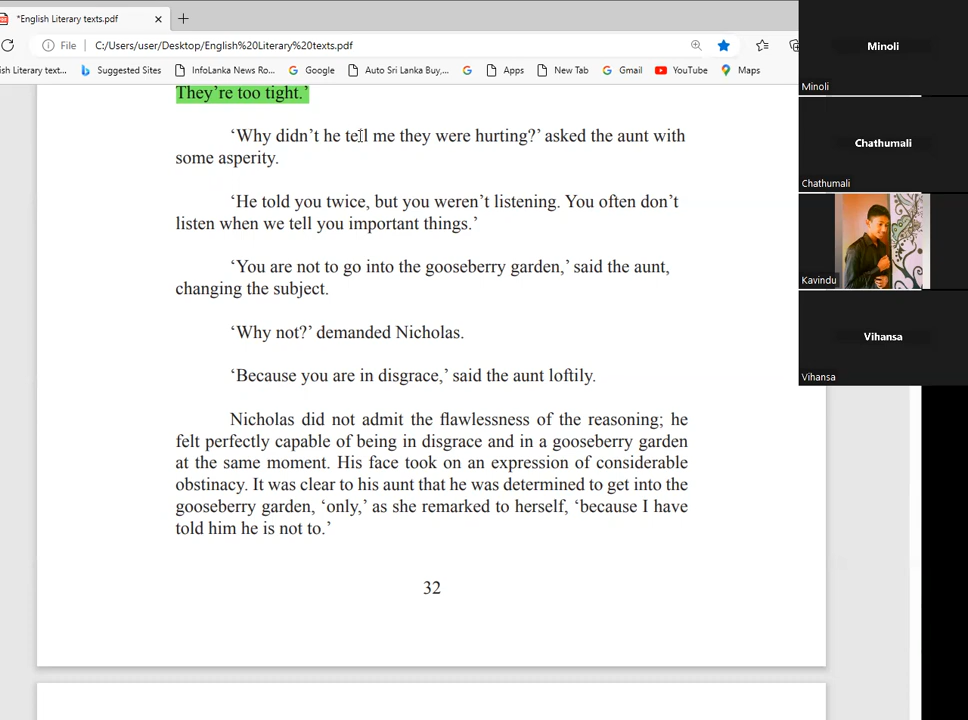 *English Literary texts.pdf
File C:/Users/user/Desktop/English%20Literary%20texts.pdf
ish Literary text... Suggested Sites InfoLanka News Ro... Google Auto Sri Lanka Buy,... Apps New Tab Gmail YouTube Maps
They're too tight.’
‘Why didn’t he tell me they were hurting?’ asked the aunt with
some asperity.
‘He told you twice, but you weren’t listening. You often don’t
listen when we tell you important things.’
‘You are not to go into the gooseberry garden,’ said the aunt,
changing the subject.
‘Why not?’ demanded Nicholas.
‘Because you are in disgrace,’ said the aunt loftily.
Nicholas did not admit the flawlessness of the reasoning; he
felt perfectly capable of being in disgrace and in a gooseberry garden
at the same moment. His face took on an expression of considerable
obstinacy. It was clear to his aunt that he was determined to get into the
gooseberry garden, ‘only,’ as she remarked to herself, ‘because I have
told him he is not to.’
32
Minoli
Minoli
Chathumali
Chathumali
Kavindu
Vihansa
Vihansa